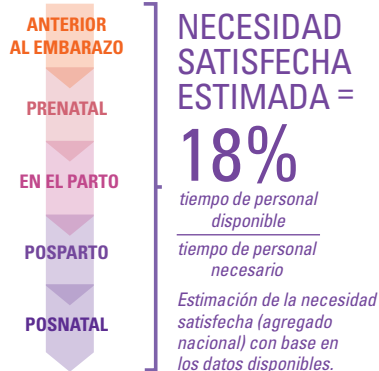 ANTERIOR
AL EMBARAZO
PRENATAL
EN EL PARTO
POSPARTO
POSNATAL
NECESIDAD
SATISFECHA
ESTIMADA =
18%
tiempo de personal
disponible
tiempo de personal
necesario
Estimación de la necesidad
satisfecha (agregado
nacional) con base en
los datos disponibles.